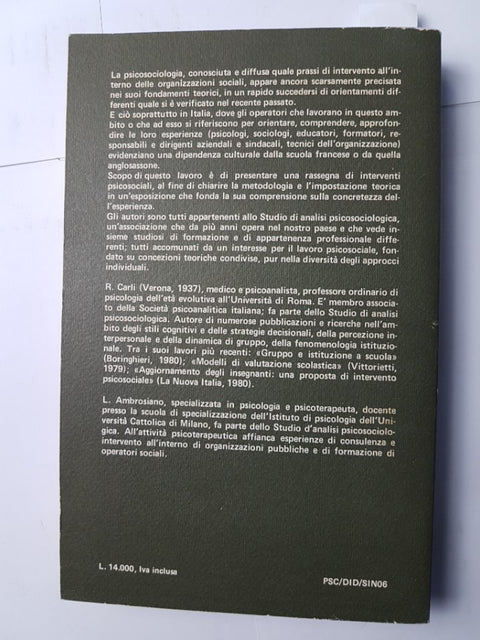 La psicosociologia, conosciuta e diffusa quale prassi di intervento all'in-
terno delle organizzazioni sociali, appare ancora scarsamente precisata
nei suoi fondamenti teorici, in un rapido succedersi di orientamenti dif-
ferenti quale si è verificato nel recente passato.
E ciò soprattutto in Italia, dove gli operatori che lavorano in questo am-
bito o che ad esso si riferiscono per orientare, comprendere, approfon-
dire le loro esperienze (psicologi, sociologi, educatori, formatori, re-
sponsabili e dirigenti aziendali e sindacali, tecnici dell'organizzazione)
evidenziano una dipendenza culturale dalla scuola francese o da quella
anglosassone.
Scopo di questo lavoro è di presentare una rassegna di interventi
psicosociali, al fine di chiarire la metodologia e l'impostazione teorica
in un'esposizione che fonda la sua comprensione sulla concretezza del-
l'esperienza.
Gli autori sono tutti appartenenti allo Studio di analisi psicosociologica,
un'associazione che da più anni opera nel nostro paese e che vede in-
sieme studiosi di formazione e di appartenenza professionale diffe-
renti; tutti accomunati da un interesse per il lavoro psicosociale, fon-
dato su concezioni teoriche condivise, pur nella diversità degli approcci
individuali.
R. Carli (Verona, 1937), medico e psicoanalista, professore ordinario di
psicologia dell'età evolutiva all'Università di Roma. E' membro associa-
to della Società psicoanalitica italiana; fa parte dello Studio di analisi
psicosociologica. Autore di numerose pubblicazioni e ricerche nell'am-
bito degli stili cognitivi e delle strategie decisionali, della percezione in-
terpersonale e della dinamica di gruppo, della fenomenologia istituzio-
nale. Tra i suoi lavori più recenti: «Gruppo e istituzione a scuola»
(Boringhieri, 1980); «Modelli di valutazione scolastica» (Vittorietti,
1979); «Aggiornamento degli insegnanti: una proposta di intervento
psicosociale» (La Nuova Italia, 1980).
L. Ambrosiano, specializzata in psicologia e psicoterapeuta, docente
presso la scuola di specializzazione dell'Istituto di psicologia dell'Uni-
versità Cattolica di Milano, fa parte dello Studio d'analisi psicosociolo-
gica. All'attività psicoterapeutica affianca esperienze di consulenza e
intervento all'interno di organizzazioni pubbliche e di formazione di
operatori sociali.
L. 14.000, Iva inclusa
PSC/DID/SIN06